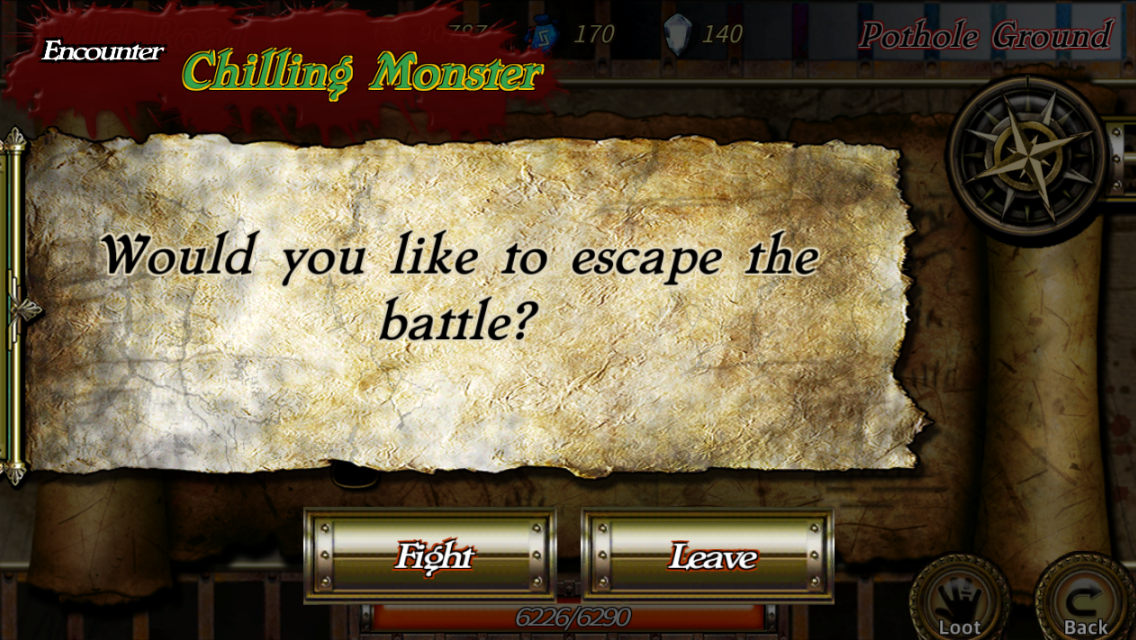 Encounter
Chilling Monster
787
170
140
Pothole Ground
Would you like to escape the
battle?
Fight
Leave
6226/6290
Loot
Back